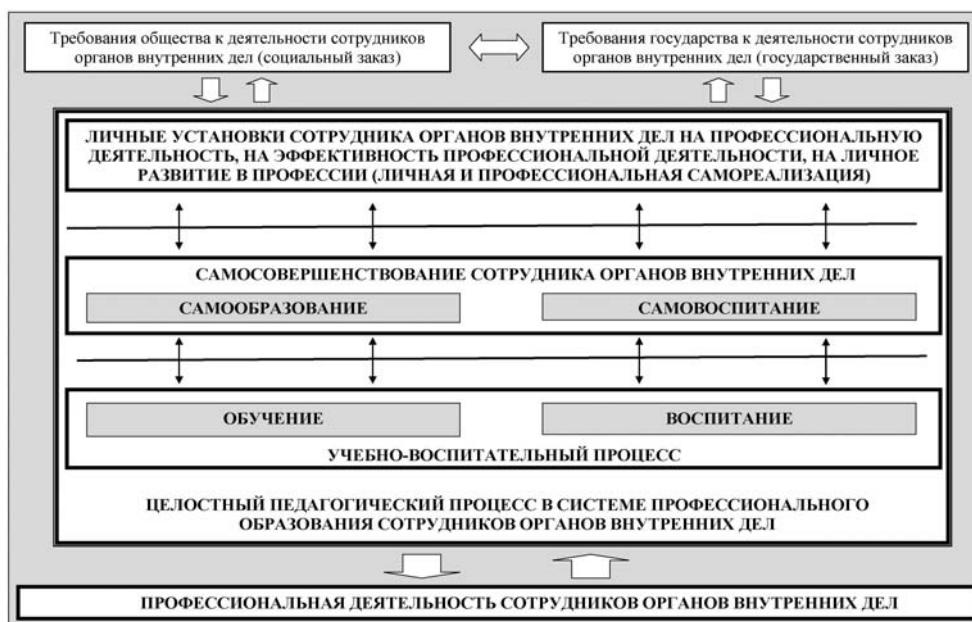 Требования общества к деятельности сотрудников
органов внутренних дел (социальный заказ)
Требования государства к деятельности сотрудников
органов внутренних дел (государственный заказ)
ЛИЧНЫЕ УСТАНОВКИ СОТРУДНИКА ОРГАНОВ ВНУТРЕННИХ ДЕЛ НА ПРОФЕССИОНАЛЬНУЮ
ДЕЯТЕЛЬНОСТЬ, НА ЭФФЕКТИВНОСТЬ ПРОФЕССИОНАЛЬНОЙ ДЕЯТЕЛЬНОСТИ, НА ЛИЧНОЕ
РАЗВИТИЕ В ПРОФЕССИИ (ЛИЧНАЯ И ПРОФЕССИОНАЛЬНАЯ САМОРЕАЛИЗАЦИЯ)
САМОСОВЕРШЕНСТВОВАНИЕ СОТРУДНИКА ОРГАНОВ ВНУТРЕННИХ ДЕЛ
САМООБРАЗОВАНИЕ
САМОВОСПИТАНИЕ
ОБУЧЕНИЕ
ВОСПИТАНИЕ
УЧЕБНО-ВОСПИТАТЕЛЬНЫЙ ПРОЦЕСС
ЦЕЛОСТНЫЙ ПЕДАГОГИЧЕСКИЙ ПРОЦЕСС В СИСТЕМЕ ПРОФЕССИОНАЛЬНОГО
ОБРАЗОВАНИЯ СОТРУДНИКОВ ОРГАНОВ ВНУТРЕННИХ ДЕЛ
ПРОФЕССИОНАЛЬНАЯ ДЕЯТЕЛЬНОСТЬ СОТРУДНИКОВ ОРГАНОВ ВНУТРЕННИХ ДЕЛ